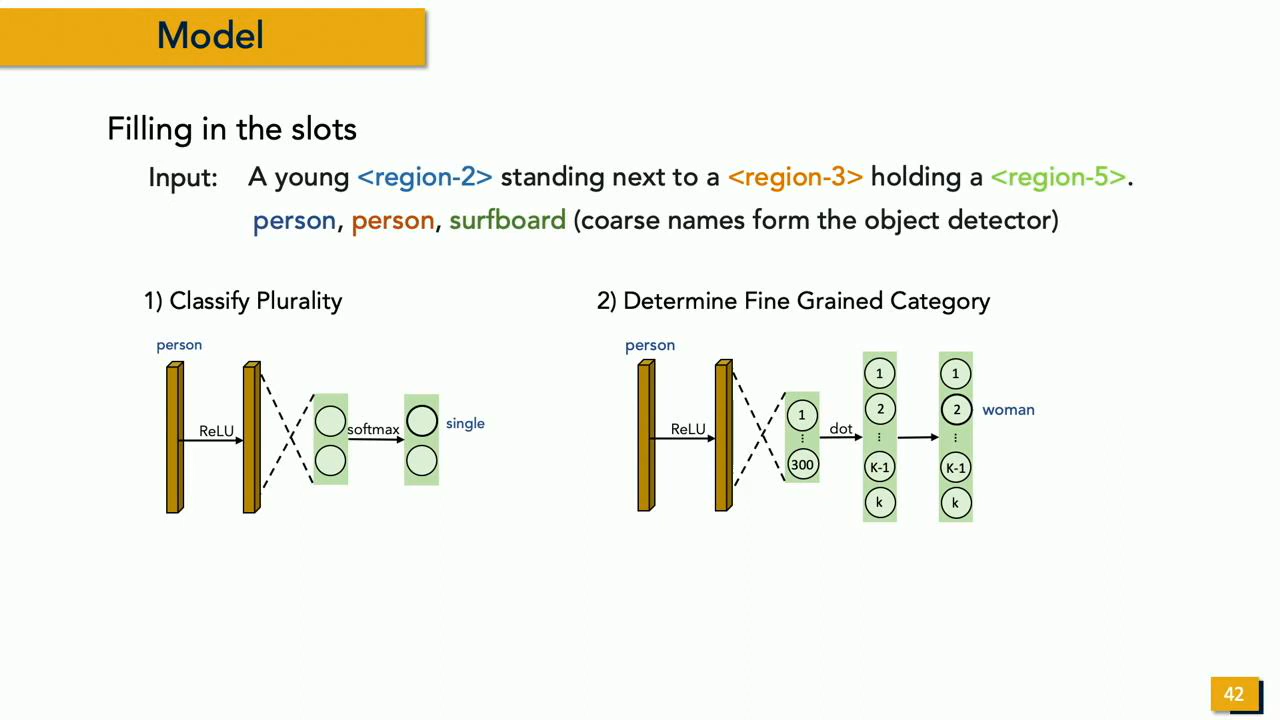 Model
Filling in the slots
Input: A young <region-2> standing next to a <region-3> holding a <region-5>.
person, person, surfboard (coarse names form the object detector)
1) Classify Plurality
person
ReLU
softmax
single
2) Determine Fine Grained Category
person
ReLU
1
⋮
300
dot
1
2
⋮
K-1
k
1
2
⋮
K-1
k
woman
42